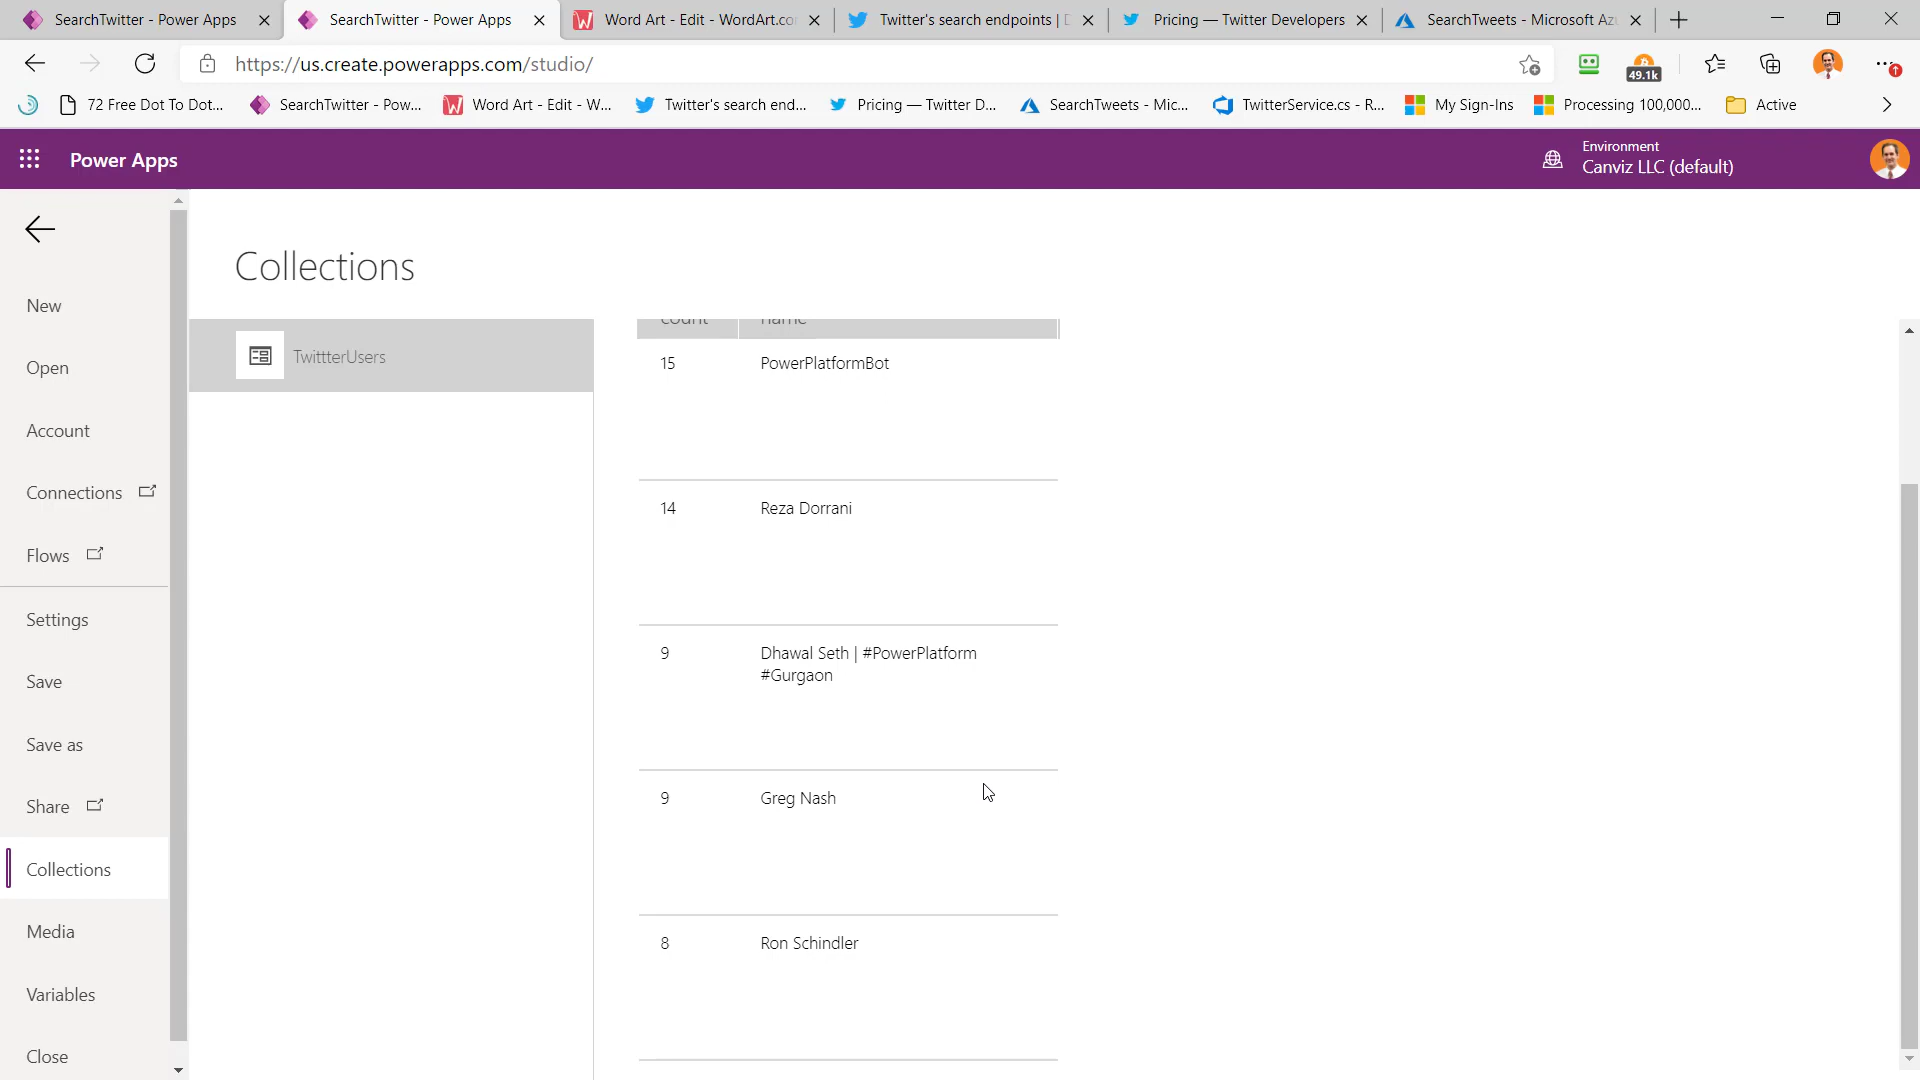 SearchTwitter - Power Apps
SearchTwitter - Power Apps
Word Art - Edit - WordArt.co
Twitter's search endpoints | D
Pricing — Twitter Developers
SearchTweets - Microsoft Az
https://us.create.powerapps.com/studio/
49.1k
72 Free Dot To Dot...
SearchTwitter - Pow...
Word Art - Edit - W...
Twitter's search end...
Pricing — Twitter D...
SearchTweets - Mic...
TwitterService.cs - R...
My Sign-Ins
Processing 100,000...
Active
Power Apps
Environment
Canviz LLC (default)
New
Open
Account
Connections
Flows
Settings
Save
Save as
Share
Collections
Media
Variables
Close
Collections
TwittterUsers
count name
15 PowerPlatformBot
14 Reza Dorrani
9 Dhawal Seth | #PowerPlatform
#Gurgaon
9 Greg Nash
8 Ron Schindler